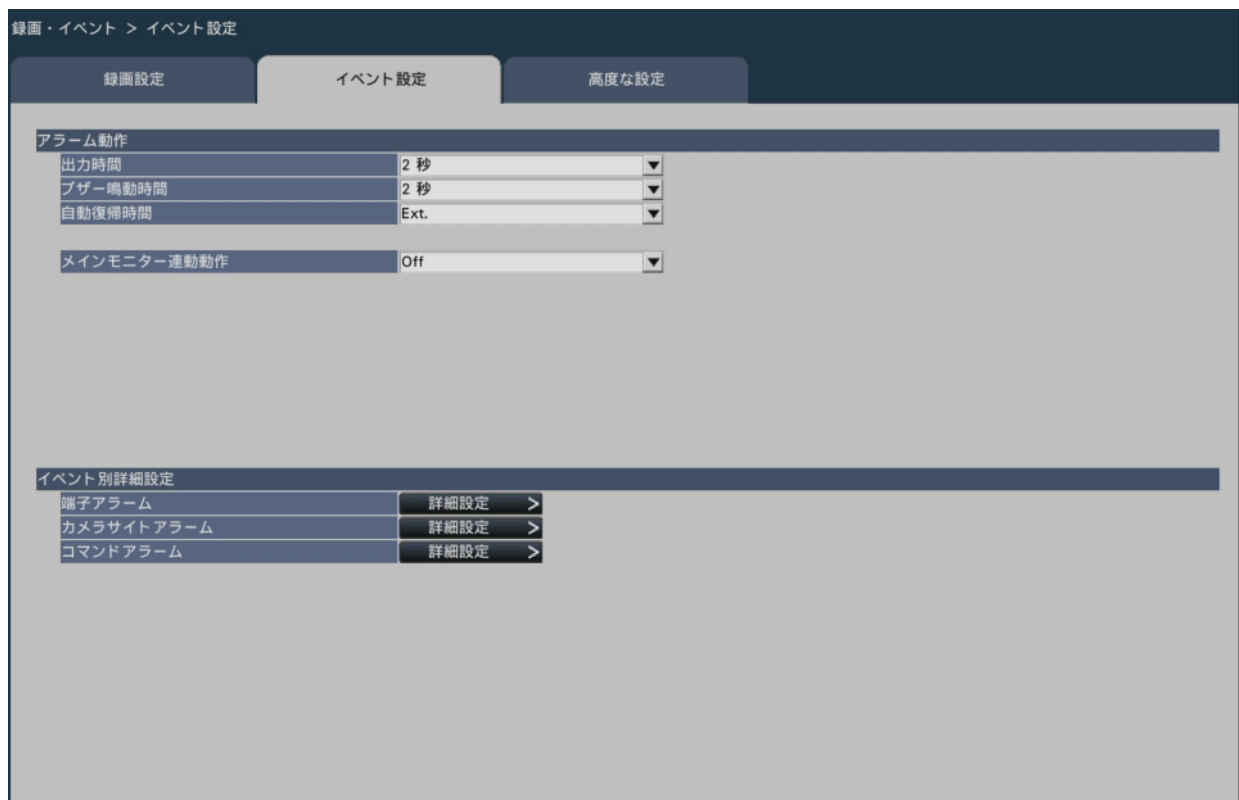 録画・イベント > イベント設定
録画設定 イベント設定 高度な設定
アラーム動作
出力時間 2 秒
ブザー鳴動時間 2 秒
自動復帰時間 Ext.
メインモニター連動動作 Off
イベント別詳細設定
端子アラーム 詳細設定 >
カメラサイトアラーム 詳細設定 >
コマンドアラーム 詳細設定 >